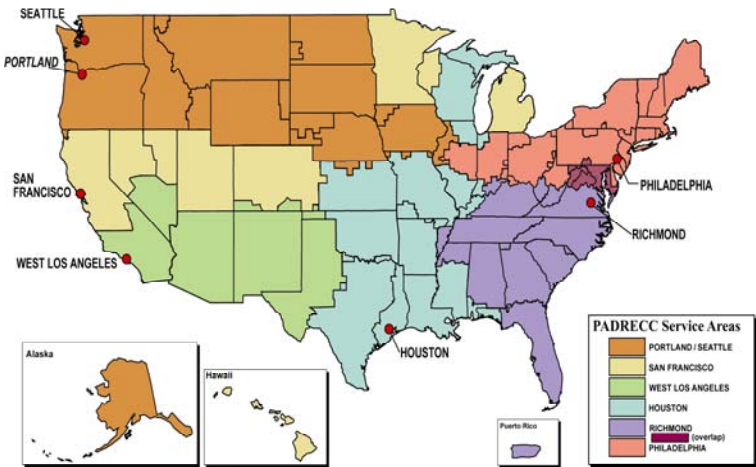 SEATTLE
PORTLAND
SAN
FRANCISCO
WEST LOS ANGELES
PHILADELPHIA
RICHMOND
HOUSTON
Alaska
Hawaii
Puerto Rico
PADRECC Service Areas
PORTLAND / SEATTLE
SAN FRANCISCO
WEST LOS ANGELES
HOUSTON
RICHMOND
(overlap)
PHILADELPHIA